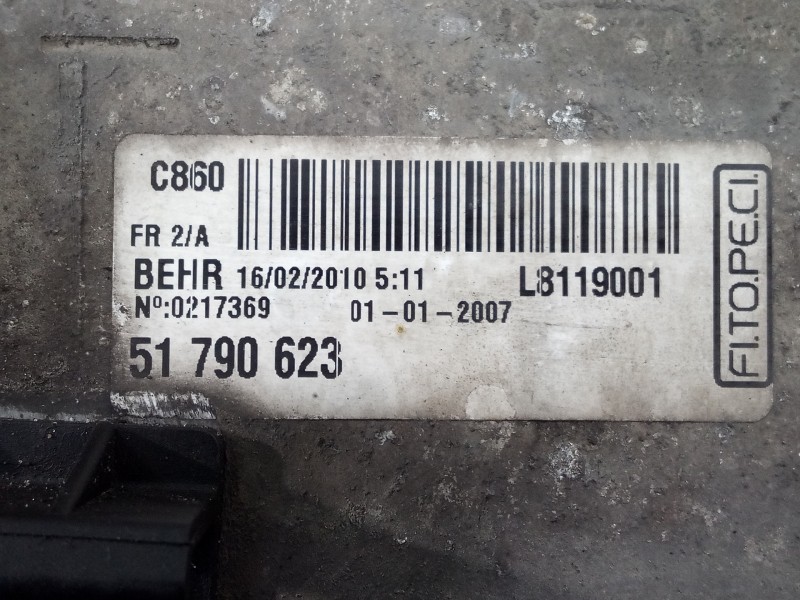 C860
FR 2/A
BEHR 16/02/2010 5:11 L8119001
Nº:0217369 01-01-2007
51 790 623
FI.TO.PE.CI.